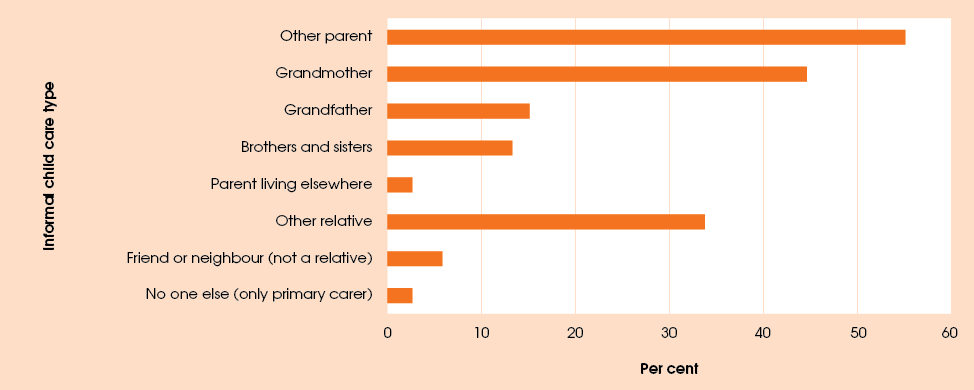 Informal child care type
Other parent
Grandmother
Grandfather
Brothers and sisters
Parent living elsewhere
Other relative
Friend or neighbour (not a relative)
No one else (only primary carer)
0 10 20 30 40 50 60
Per cent